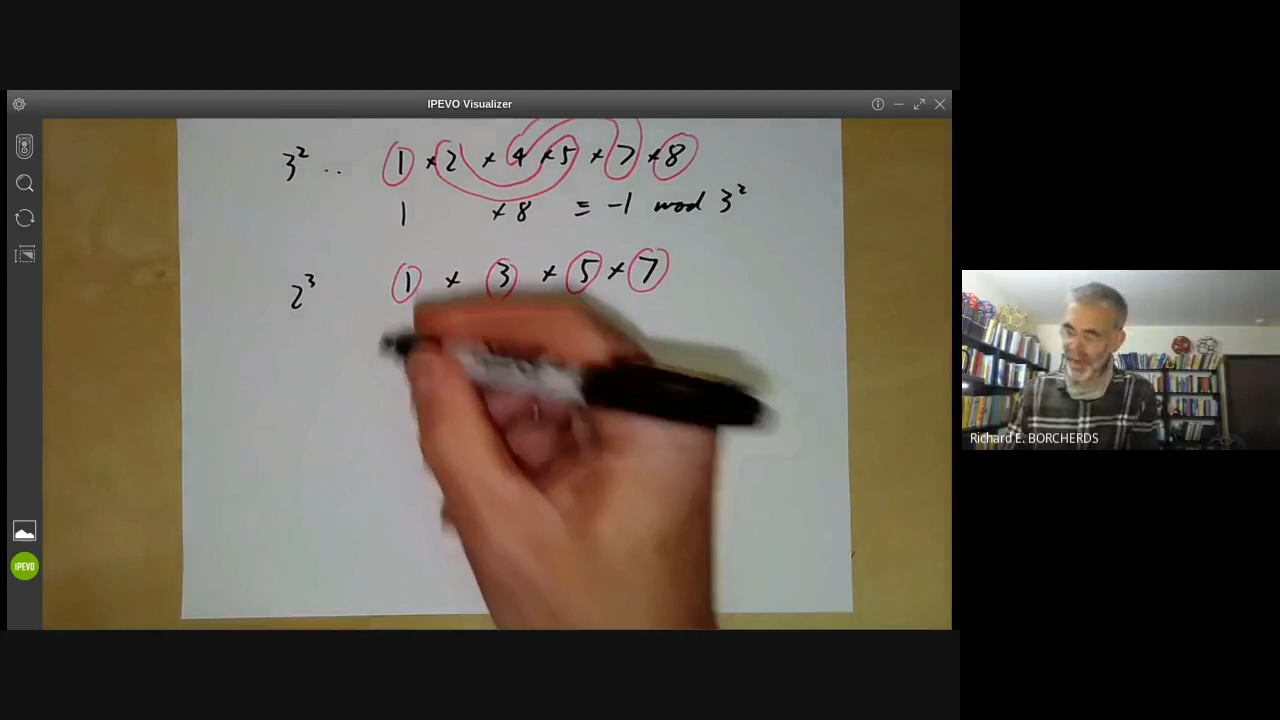 IPEVO Visualizer
3² .. 1 × 2 × 4 × 5 × 7 × 8
1 × 8 ≡ -1 mod 3²
2³ 1 × 3 × 5 × 7
IPEVO
Richard E. BORCHERDS